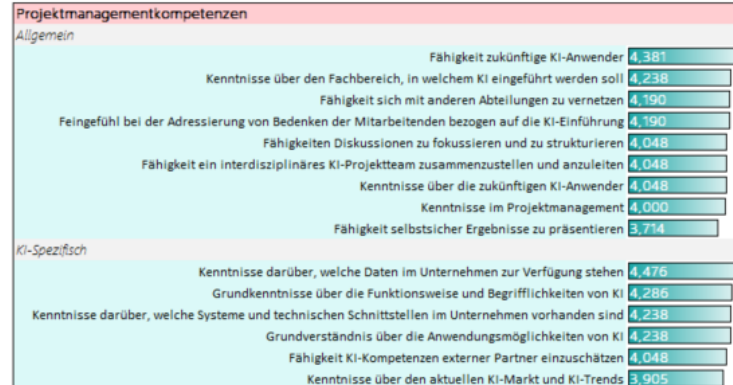 Projektmanagementkompetenzen
Allgemein
Fähigkeit zukünftige KI-Anwender 4,381
Kenntnisse über den Fachbereich, in welchem KI eingeführt werden soll 4,238
Fähigkeit sich mit anderen Abteilungen zu vernetzen 4,190
Feingefühl bei der Adressierung von Bedenken der Mitarbeitenden bezogen auf die KI-Einführung 4,190
Fähigkeiten Diskussionen zu fokussieren und zu strukturieren 4,048
Fähigkeit ein interdisziplinäres KI-Projektteam zusammenzustellen und anzuleiten 4,048
Kenntnisse über die zukünftigen KI-Anwender 4,048
Kenntnisse im Projektmanagement 4,000
Fähigkeit selbstsicher Ergebnisse zu präsentieren 3,714
KI-Spezifisch
Kenntnisse darüber, welche Daten im Unternehmen zur Verfügung stehen 4,476
Grundkenntnisse über die Funktionsweise und Begrifflichkeiten von KI 4,286
Kenntnisse darüber, welche Systeme und technischen Schnittstellen im Unternehmen vorhanden sind 4,238
Grundverständnis über die Anwendungsmöglichkeiten von KI 4,238
Fähigkeit KI-Kompetenzen externer Partner einzuschätzen 4,048
Kenntnisse über den aktuellen KI-Markt und KI-Trends 3,905